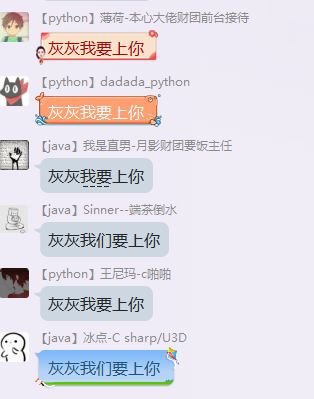 【python】薄荷-本心大佬财团前台接待
灰灰我要上你
【python】dadada_python
灰灰我要上你
【java】我是直男-月影财团要饭主任
灰灰我要上你
【java】Sinner--端茶倒水
灰灰我们要上你
【python】王尼玛-c啪啪
灰灰我要上你
【java】冰点-C sharp/U3D
灰灰我们要上你